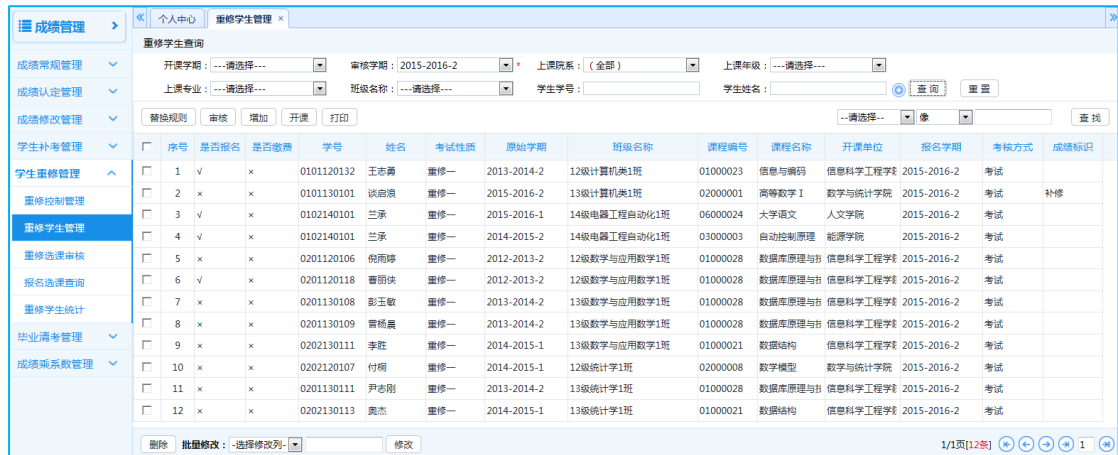 成绩管理
个人中心 重修学生管理 ×
重修学生查询
开课学期：---请选择--- 审核学期：2015-2016-2 * 上课院系：（全部） 上课年级：---请选择---
上课专业：---请选择--- 班级名称：---请选择--- 学生学号： 学生姓名： 查询 重置
替换规则 审核 增加 开课 打印 --请选择-- 像 查找
成绩常规管理
成绩认定管理
成绩修改管理
学生补考管理
学生重修管理
重修控制管理
重修学生管理
重修选课审核
报名选课查询
重修学生统计
毕业清考管理
成绩乘系数管理
序号 是否报名 是否缴费 学号 姓名 考试性质 原始学期 班级名称 课程编号 课程名称 开课单位 报名学期 考核方式 成绩标识
1 √ × 0101120132 王志勇 重修一 2013-2014-2 12级计算机类1班 01000023 信息与编码 信息科学工程学院 2015-2016-2 考试
2 × × 0101130101 谈启浪 重修一 2015-2016-2 13级计算机类1班 02000001 高等数学 I 数学与统计学院 2015-2016-2 考试 补修
3 √ × 0102140101 兰承 重修一 2015-2016-1 14级电器工程自动化1班 06000024 大学语文 人文学院 2015-2016-2 考试
4 √ × 0102140101 兰承 重修一 2014-2015-2 14级电器工程自动化1班 03000003 自动控制原理 能源学院 2015-2016-2 考试
5 × × 0201120106 倪雨婷 重修一 2012-2013-2 12级数学与应用数学1班 01000028 数据库原理与技 信息科学工程学院 2015-2016-2 考试
6 √ × 0201120118 曹丽侠 重修一 2012-2013-2 12级数学与应用数学1班 01000028 数据库原理与技 信息科学工程学院 2015-2016-2 考试
7 × × 0201130108 彭玉敏 重修一 2013-2014-2 13级数学与应用数学1班 01000028 数据库原理与技 信息科学工程学院 2015-2016-2 考试
8 × × 0201130109 曾杨晨 重修一 2013-2014-2 13级数学与应用数学1班 01000028 数据库原理与技 信息科学工程学院 2015-2016-2 考试
9 × × 0202130111 李胜 重修一 2014-2015-1 13级数学与应用数学1班 01000021 数据结构 信息科学工程学院 2015-2016-2 考试
10 × × 0202120107 付桐 重修一 2014-2015-1 12级统计学1班 02000008 数学模型 数学与统计学院 2015-2016-2 考试
11 × × 0201130111 尹志刚 重修一 2013-2014-2 13级统计学1班 01000028 数据库原理与技 信息科学工程学院 2015-2016-2 考试
12 × × 0202130113 奥杰 重修一 2014-2015-1 13级统计学1班 01000021 数据结构 信息科学工程学院 2015-2016-2 考试
删除 批量修改：-选择修改列- 修改 1/1页[12条] 1